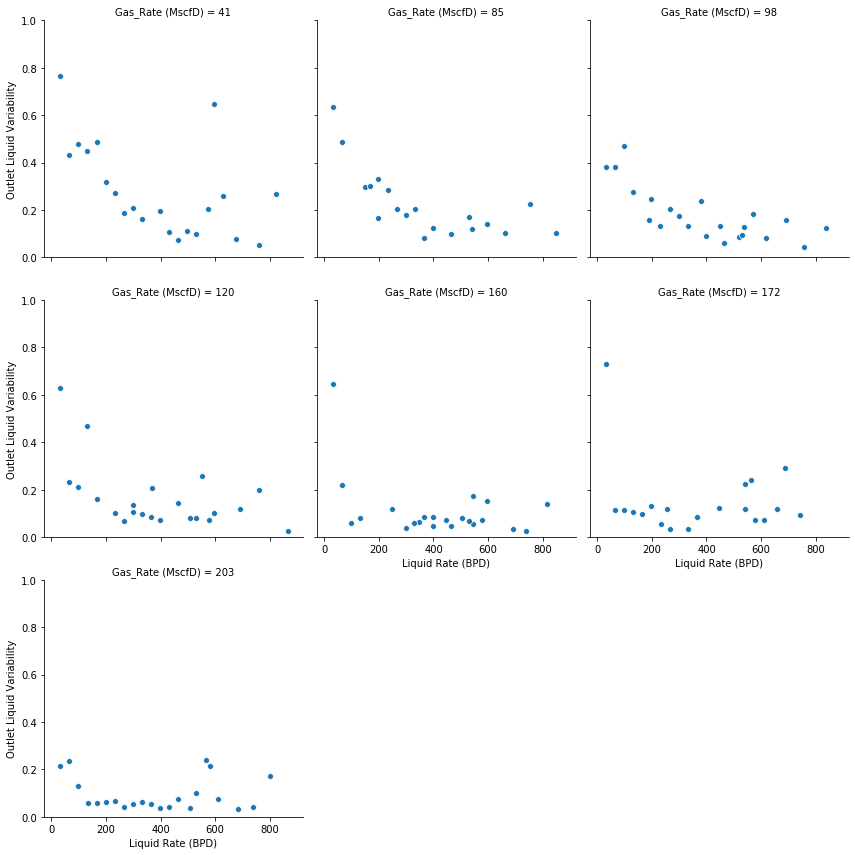 Gas_Rate (MscfD) = 41
Gas_Rate (MscfD) = 85
Gas_Rate (MscfD) = 98
1.0
0.8
0.6
0.4
0.2
0.0
Outlet Liquid Variability
Gas_Rate (MscfD) = 120
Gas_Rate (MscfD) = 160
Gas_Rate (MscfD) = 172
1.0
0.8
0.6
0.4
0.2
0.0
Outlet Liquid Variability
0 200 400 600 800
Liquid Rate (BPD)
0 200 400 600 800
Liquid Rate (BPD)
Gas_Rate (MscfD) = 203
1.0
0.8
0.6
0.4
0.2
0.0
Outlet Liquid Variability
0 200 400 600 800
Liquid Rate (BPD)